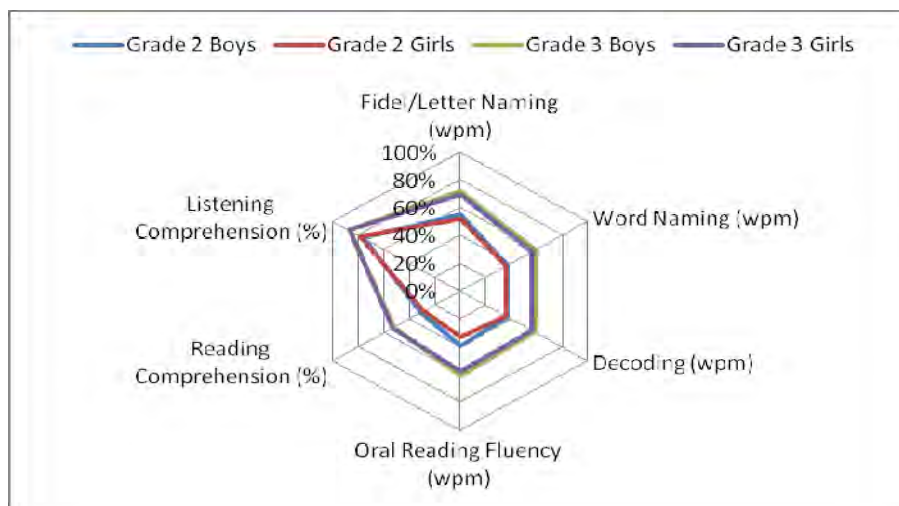 Grade 2 Boys Grade 2 Girls Grade 3 Boys Grade 3 Girls
Fidel/Letter Naming
(wpm)
100%
80%
60%
40%
20%
0%
Listening
Comprehension (%)
Word Naming (wpm)
Reading
Comprehension (%)
Decoding (wpm)
Oral Reading Fluency
(wpm)